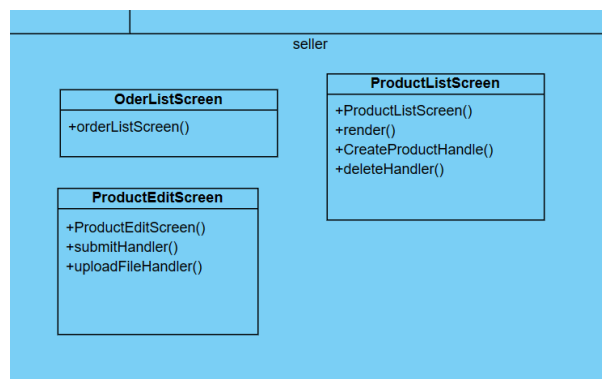 seller
OderListScreen
+orderListScreen()
ProductListScreen
+ProductListScreen()
+render()
+CreateProductHandle()
+deleteHandler()
ProductEditScreen
+ProductEditScreen()
+submitHandler()
+uploadFileHandler()